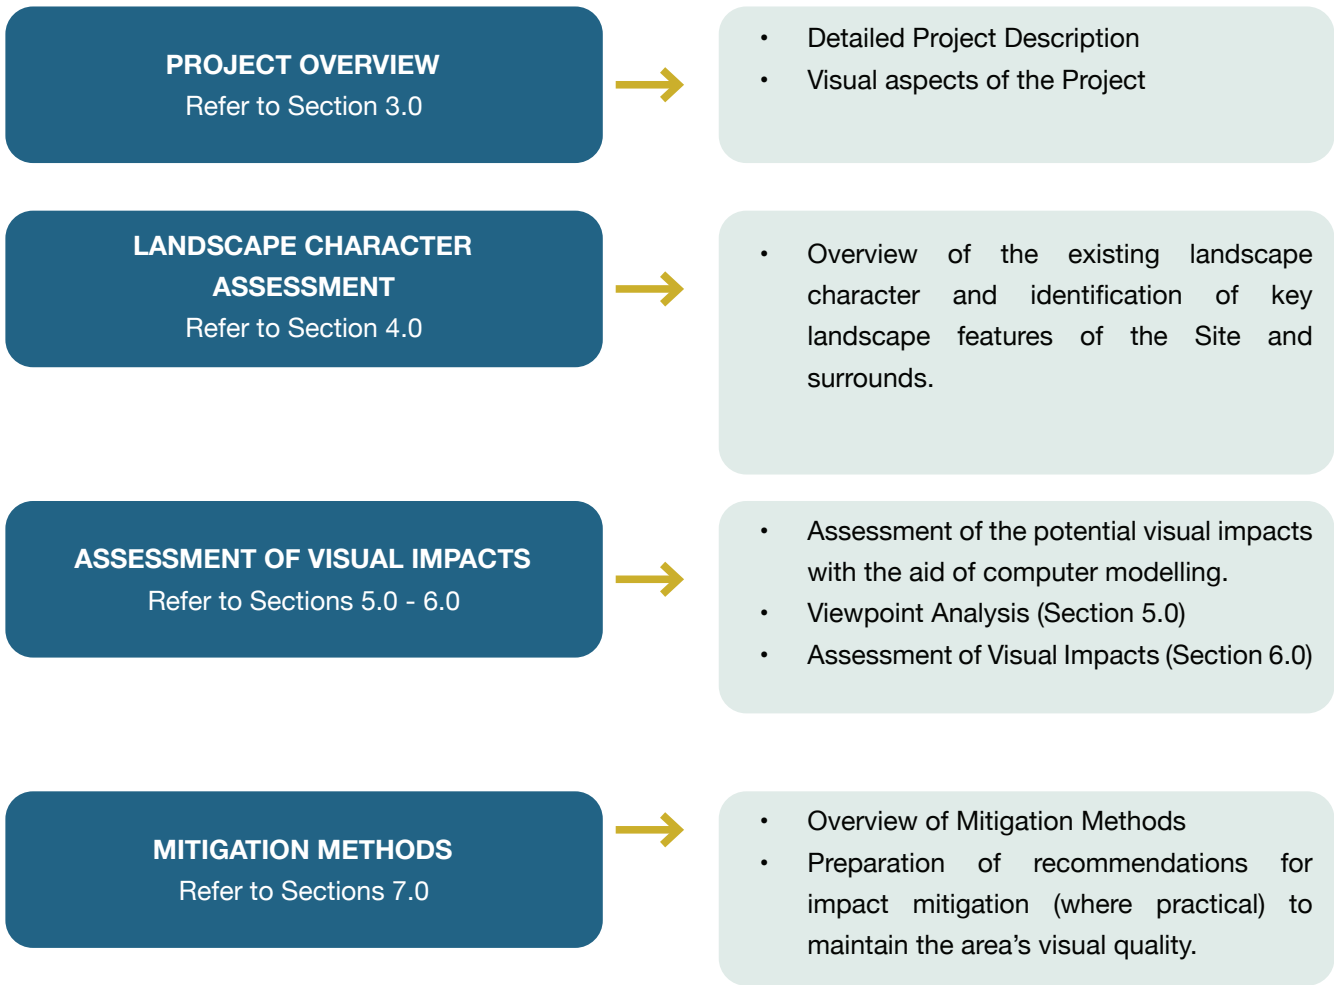 PROJECT OVERVIEW
Refer to Section 3.0
• Detailed Project Description
• Visual aspects of the Project
LANDSCAPE CHARACTER
ASSESSMENT
Refer to Section 4.0
• Overview of the existing landscape
character and identification of key
landscape features of the Site and
surrounds.
ASSESSMENT OF VISUAL IMPACTS
Refer to Sections 5.0 - 6.0
• Assessment of the potential visual impacts
with the aid of computer modelling.
• Viewpoint Analysis (Section 5.0)
• Assessment of Visual Impacts (Section 6.0)
MITIGATION METHODS
Refer to Sections 7.0
• Overview of Mitigation Methods
• Preparation of recommendations for
impact mitigation (where practical) to
maintain the area’s visual quality.